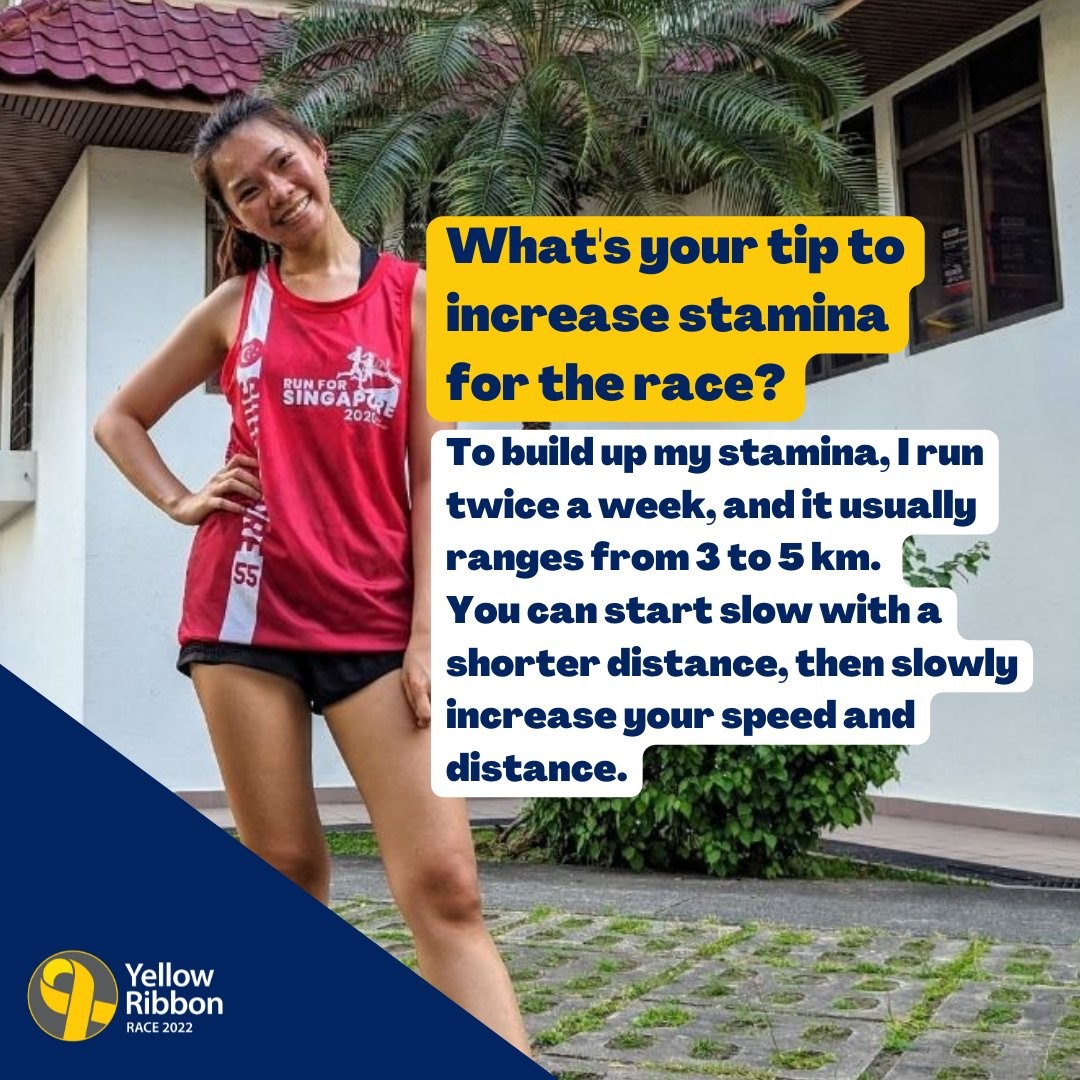 What's your tip to
increase stamina
for the race?
To build up my stamina, I run
twice a week, and it usually
ranges from 3 to 5 km.
You can start slow with a
shorter distance, then slowly
increase your speed and
distance.
RUN FOR
SINGAPORE
2020
55
Yellow
Ribbon
RACE 2022